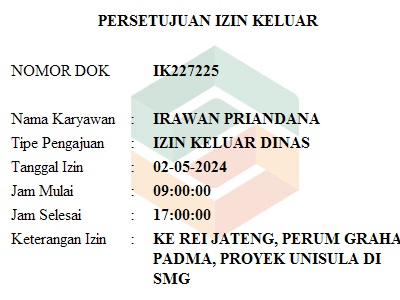 PERSETUJUAN IZIN KELUAR
NOMOR DOK IK227225
Nama Karyawan : IRAWAN PRIANDANA
Tipe Pengajuan : IZIN KELUAR DINAS
Tanggal Izin : 02-05-2024
Jam Mulai : 09:00:00
Jam Selesai : 17:00:00
Keterangan Izin : KE REI JATENG, PERUM GRAHA
PADMA, PROYEK UNISULA DI
SMG